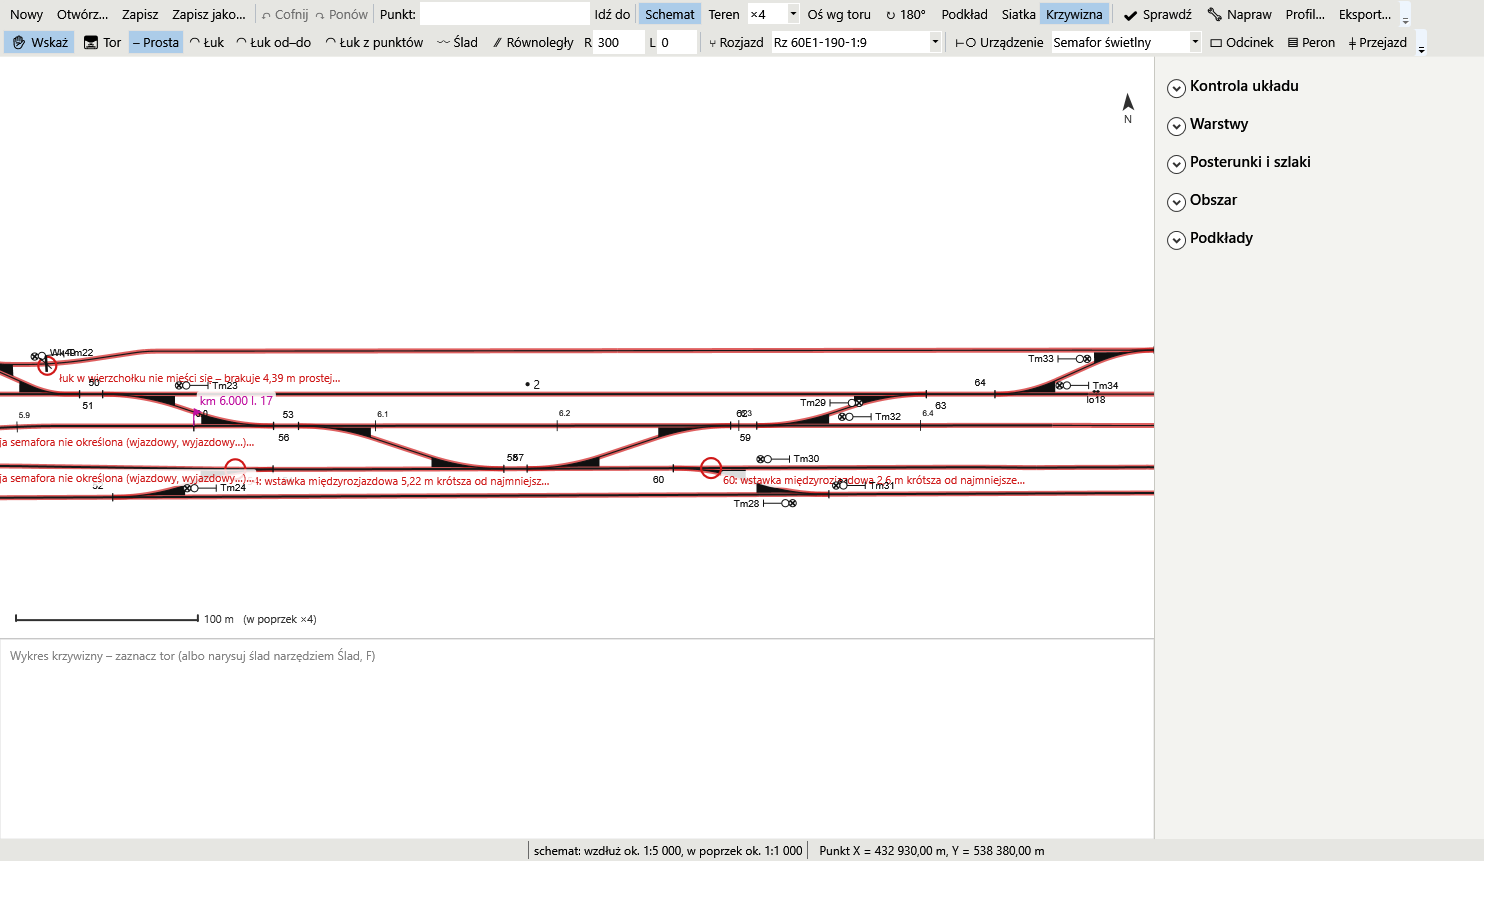 Nowy Otwórz... Zapisz Zapisz jako... Cofnij Ponów Punkt: Idź do Schemat Teren ×4 Oś wg toru ↻ 180° Podkład Siatka Krzywizna Sprawdź Napraw Profil... Eksport...
Wskaż Tor – Prosta Łuk Łuk od–do Łuk z punktów Ślad Równoległy R 300 L 0 Rozjazd Rz 60E1-190-1:9 Urządzenie Semafor świetlny Odcinek Peron Przejazd
Kontrola układu
Warstwy
Posterunki i szlaki
Obszar
Podkłady
N
Tm22
Tm33
łuk w wierzchołku nie mieści się – brakuje 4,39 m prostej...
50
Tm23
2
64
Tm34
km 6.000 l. 17
51
Tm29
63
lo18
5.9
53
6.1
6.2
6.4
Tm32
56
59
ja semafora nie określona (wjazdowy, wyjazdowy...)...
Tm30
ja semafora nie określona (wjazdowy, wyjazdowy...)...
: wstawka międzyrozjazdowa 5,22 m krótsza od najmniejsz...
60
60: wstawka międzyrozjazdowa 2,6 m krótsza od najmniejsze...
52
Tm24
Tm31
Tm28
100 m (w poprzek ×4)
Wykres krzywizny – zaznacz tor (albo narysuj ślad narzędziem Ślad, F)
schemat: wzdłuż ok. 1:5 000, w poprzek ok. 1:1 000 Punkt X = 432 930,00 m, Y = 538 380,00 m